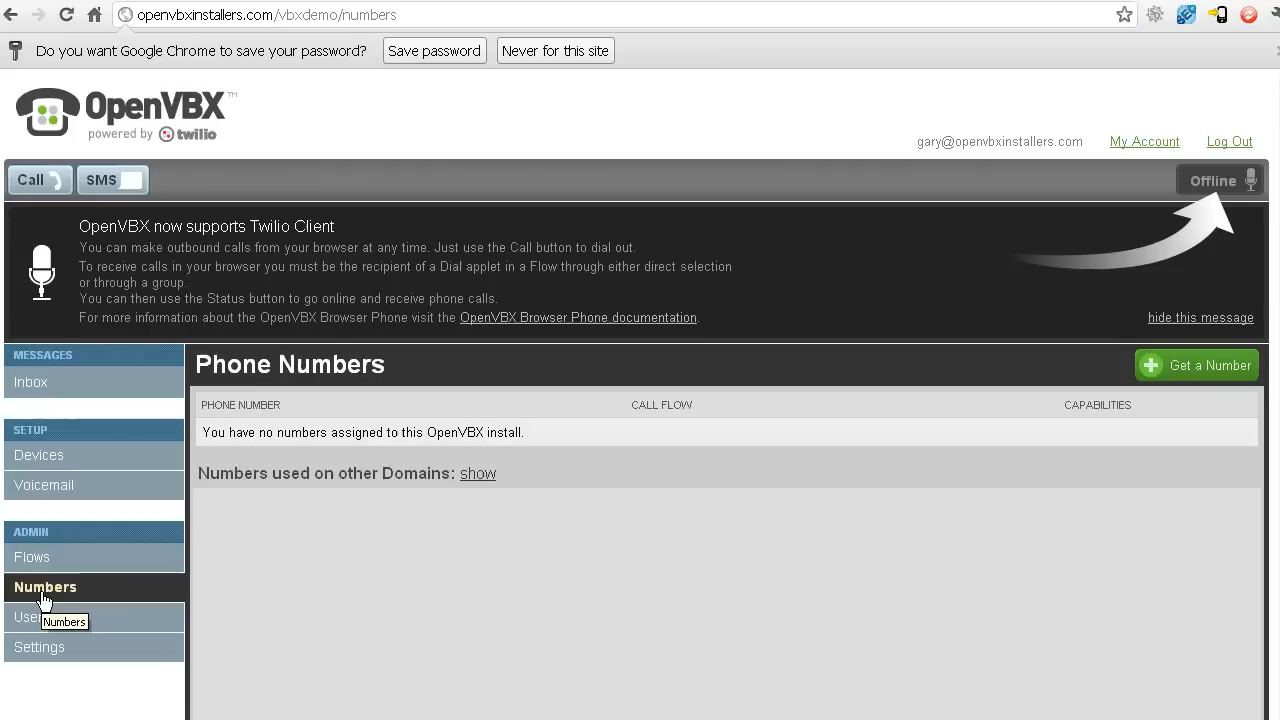 openvbxinstallers.com/vbxdemo/numbers
Do you want Google Chrome to save your password? Save password Never for this site
OpenVBX™
powered by twilio
gary@openvbxinstallers.com My Account Log Out
Call SMS Offline
OpenVBX now supports Twilio Client
You can make outbound calls from your browser at any time. Just use the Call button to dial out.
To receive calls in your browser you must be the recipient of a Dial applet in a Flow through either direct selection
or through a group.
You can then use the Status button to go online and receive phone calls.
For more information about the OpenVBX Browser Phone visit the OpenVBX Browser Phone documentation.
hide this message
MESSAGES
Inbox
SETUP
Devices
Voicemail
ADMIN
Flows
Numbers
User
Numbers
Settings
Phone Numbers
Get a Number
PHONE NUMBER CALL FLOW CAPABILITIES
You have no numbers assigned to this OpenVBX install.
Numbers used on other Domains: show